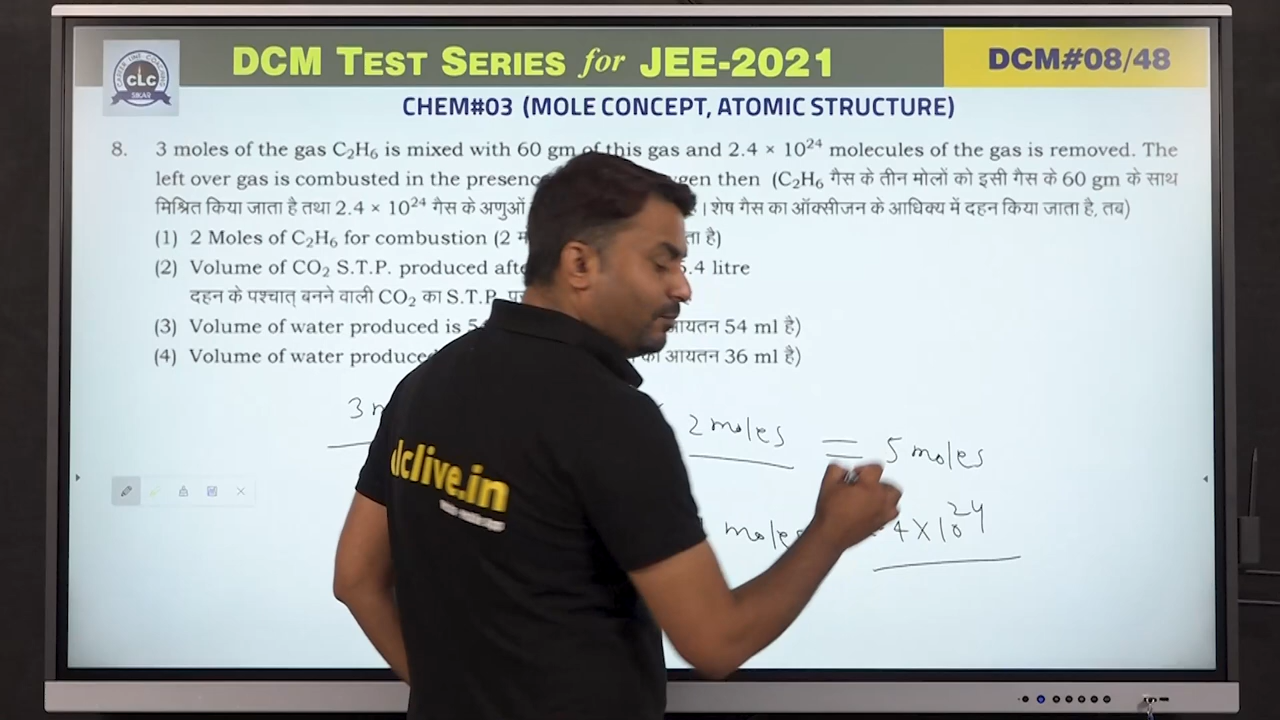 DCM TEST SERIES for JEE-2021
DCM#08/48
CAREER LINE COACHING
CLC
SIKAR
CHEM#03 (MOLE CONCEPT, ATOMIC STRUCTURE)
8. 3 moles of the gas C₂H₆ is mixed with 60 gm of this gas and 2.4 × 10²⁴ molecules of the gas is removed. The
left over gas is combusted in the then (C₂H₆ गैस के तीन मोलों को इसी गैस के 60 gm के साथ
मिश्रित किया जाता है तथा 2.4 × 10²⁴ गैस के अणुओं । शेष गैस का ऑक्सीजन के आधिक्य में दहन किया जाता है, तब)
(1) 2 Moles of C₂H₆ for combustion (2 है)
(2) Volume of CO₂ S.T.P. produced .4 litre
दहन के पश्चात् बनने वाली CO₂ का S.T.P.
(3) Volume of water produced is आयतन 54 ml है)
(4) Volume of water का आयतन 36 ml है)
3 2 moles = 5 moles
moles 4 X 10²⁴
clive.in